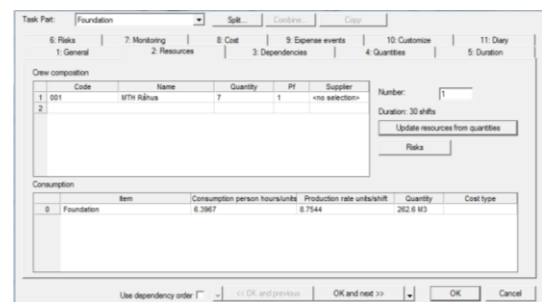 Task Part: Foundation Split... Combine... Copy
6: Risks 7: Monitoring 8: Cost 9: Expense events 10: Customize 11: Diary
1: General 2: Resources 3: Dependencies 4: Quantities 5: Duration
Crew composition
Code Name Quantity Pf Supplier
1 001 MTH Råhus 7 1 <no selection>
2
Number: 1
Duration: 30 shifts
Update resources from quantities
Risks
Consumption
Item Consumption person hours/units Production rate units/shift Quantity Cost type
0 Foundation 6.3967 8.7544 262.6 M3
Use dependency order << OK and previous OK and next >> OK Cancel